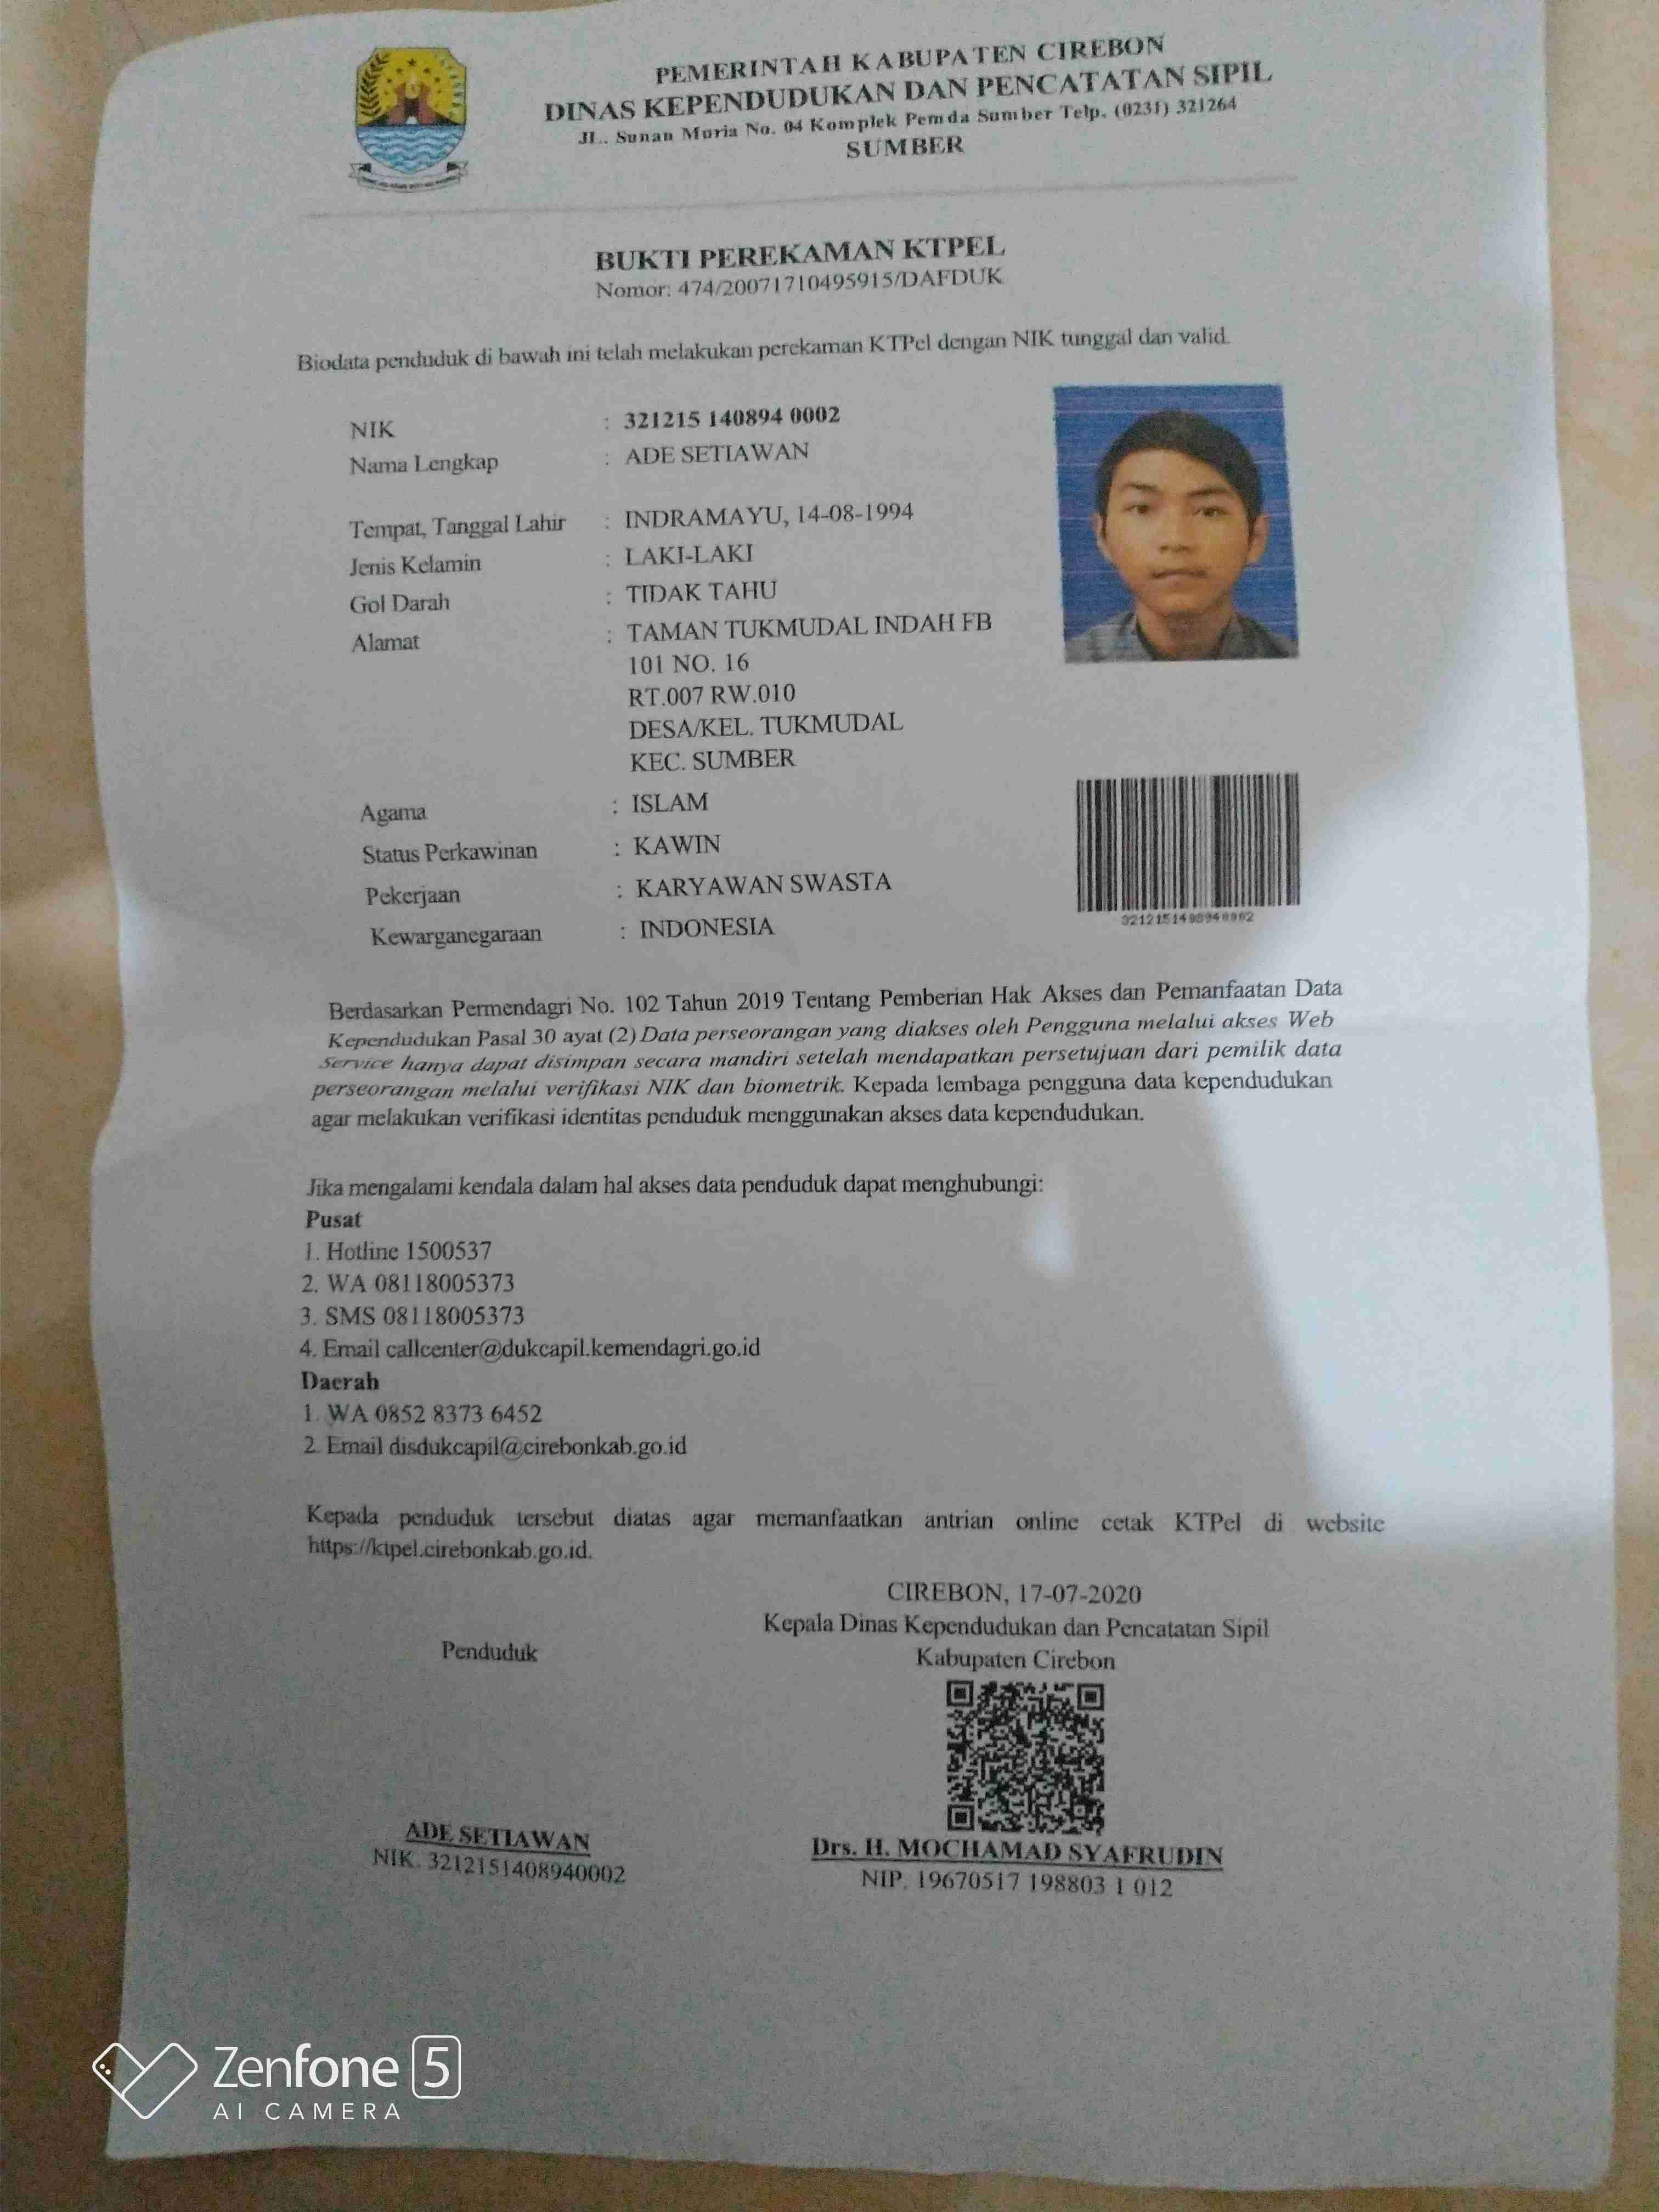 PEMERINTAH KABUPATEN CIREBON
DINAS KEPENDUDUKAN DAN PENCATATAN SIPIL
JL. Sunan Muria No. 04 Komplek Pemda Sumber Telp. (0231) 321264
SUMBER
BUKTI PEREKAMAN KTPEL
Nomor: 474/20071710495915/DAFDUK
Biodata penduduk di bawah ini telah melakukan perekaman KTPel dengan NIK tunggal dan valid.
NIK : 321215 140894 0002
Nama Lengkap : ADE SETIAWAN
Tempat, Tanggal Lahir : INDRAMAYU, 14-08-1994
Jenis Kelamin : LAKI-LAKI
Gol Darah : TIDAK TAHU
Alamat : TAMAN TUKMUDAL INDAH FB
101 NO. 16
RT.007 RW.010
DESA/KEL. TUKMUDAL
KEC. SUMBER
Agama : ISLAM
Status Perkawinan : KAWIN
Pekerjaan : KARYAWAN SWASTA
Kewarganegaraan : INDONESIA
3212151408940002
Berdasarkan Permendagri No. 102 Tahun 2019 Tentang Pemberian Hak Akses dan Pemanfaatan Data
Kependudukan Pasal 30 ayat (2) Data perseorangan yang diakses oleh Pengguna melalui akses Web
Service hanya dapat disimpan secara mandiri setelah mendapatkan persetujuan dari pemilik data
perseorangan melalui verifikasi NIK dan biometrik. Kepada lembaga pengguna data kependudukan
agar melakukan verifikasi identitas penduduk menggunakan akses data kependudukan.
Jika mengalami kendala dalam hal akses data penduduk dapat menghubungi:
Pusat
1. Hotline 1500537
2. WA 08118005373
3. SMS 08118005373
4. Email callcenter@dukcapil.kemendagri.go.id
Daerah
1. WA 0852 8373 6452
2. Email disdukcapil@cirebonkab.go.id
Kepada penduduk tersebut diatas agar memanfaatkan antrian online cetak KTPel di website
https://ktpel.cirebonkab.go.id.
CIREBON, 17-07-2020
Kepala Dinas Kependudukan dan Pencatatan Sipil
Kabupaten Cirebon
Penduduk
ADE SETIAWAN
NIK. 3212151408940002
Drs. H. MOCHAMAD SYAFRUDIN
NIP. 19670517 198803 1 012
Zenfone 5
AI CAMERA